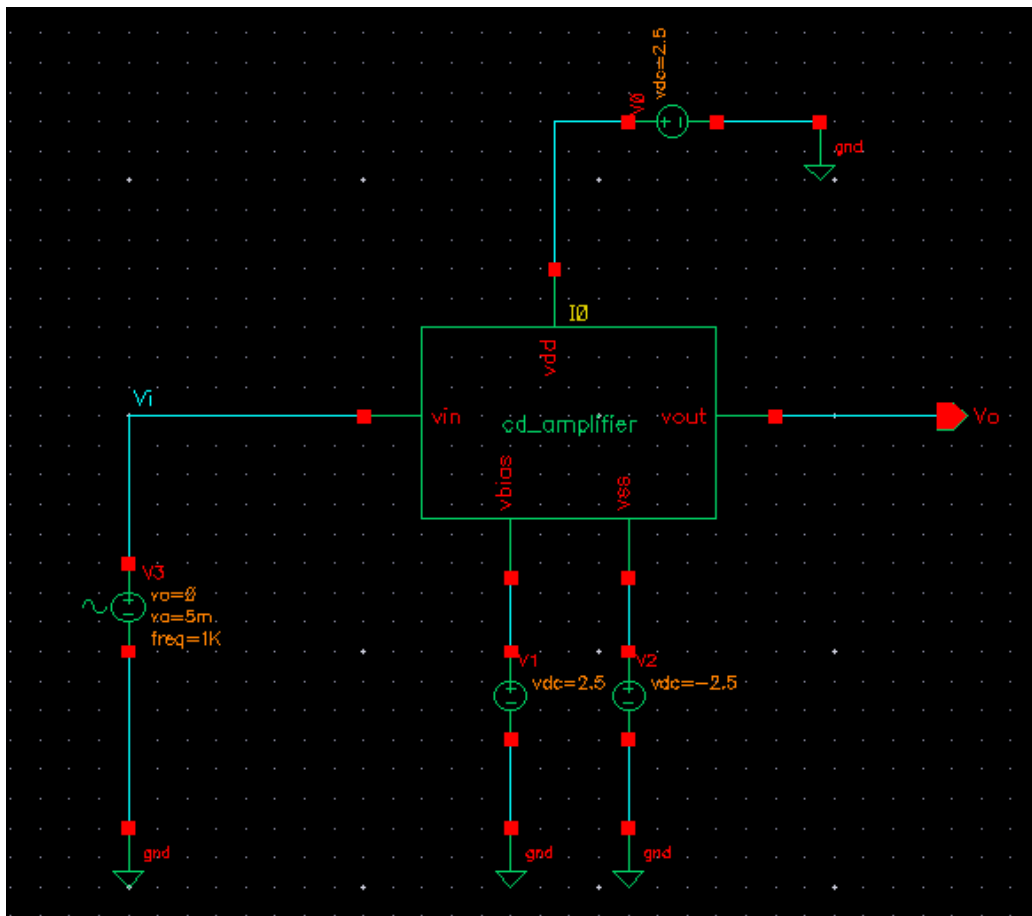 vdc=2.5
V0
gnd
I0
vdd
Vi
vin
cd_amplifier
vout
Vo
vbias
vss
V3
vo=0
va=5m
freq=1K
V1
vdc=2.5
V2
vdc=-2.5
gnd
gnd
gnd